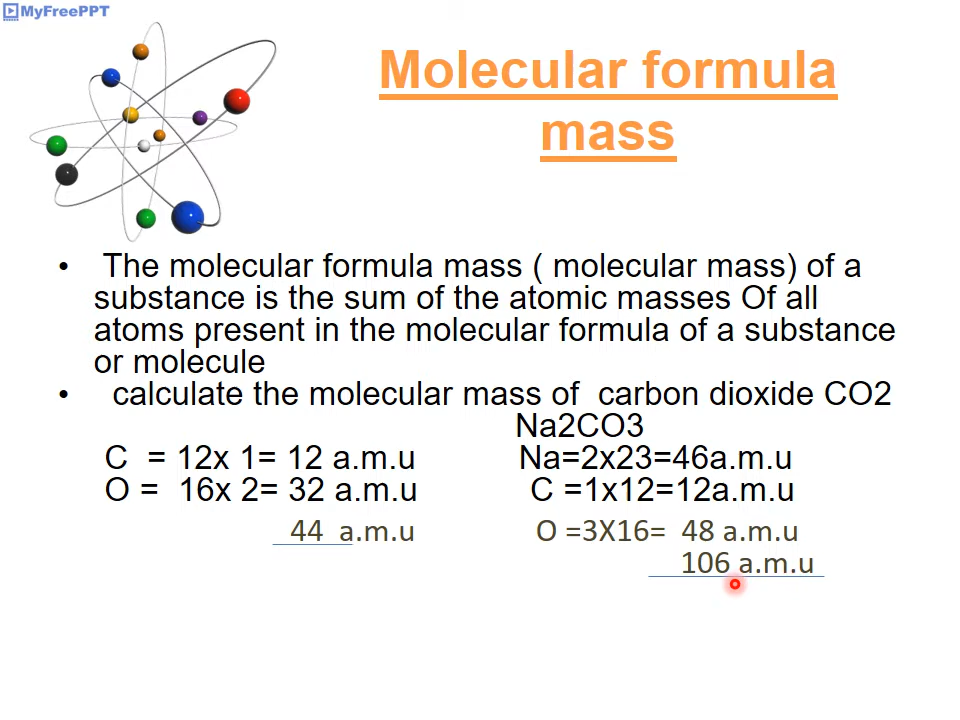 MyFreePPT
Molecular formula
mass
• The molecular formula mass ( molecular mass) of a
substance is the sum of the atomic masses Of all
atoms present in the molecular formula of a substance
or molecule
• calculate the molecular mass of carbon dioxide CO2
Na2CO3
C = 12x 1= 12 a.m.u
O = 16x 2= 32 a.m.u
44 a.m.u
Na=2x23=46a.m.u
C =1x12=12a.m.u
O =3X16= 48 a.m.u
106 a.m.u